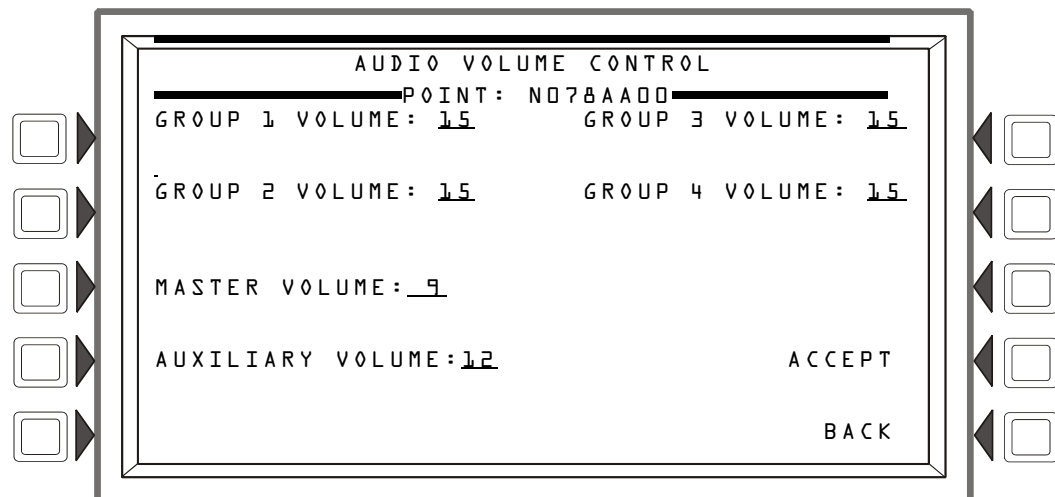 AUDIO VOLUME CONTROL
POINT: N078AA00
GROUP 1 VOLUME: 15 GROUP 3 VOLUME: 15
GROUP 2 VOLUME: 15 GROUP 4 VOLUME: 15
MASTER VOLUME: 9
AUXILIARY VOLUME:12 ACCEPT
BACK